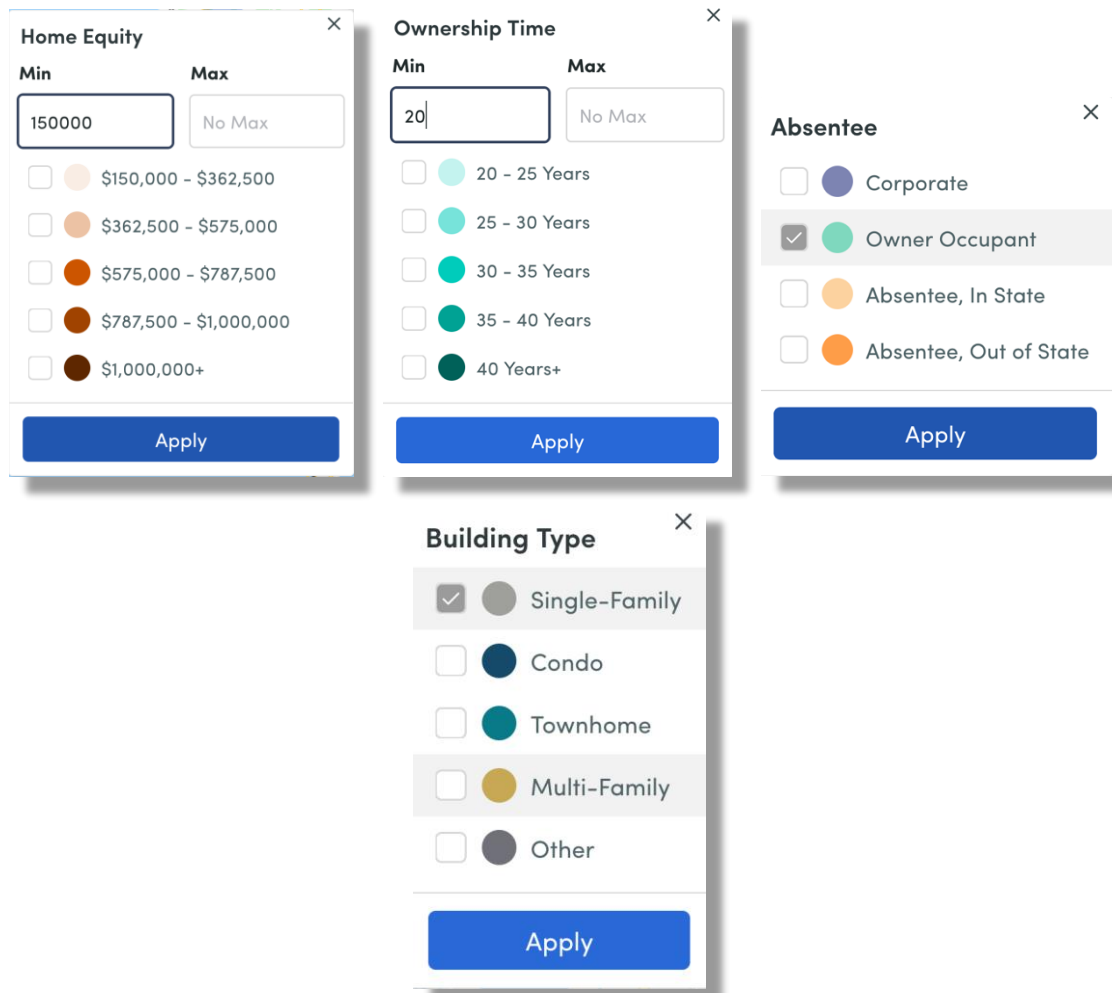 Home Equity
Min Max
150000 No Max
$150,000 - $362,500
$362,500 - $575,000
$575,000 - $787,500
$787,500 - $1,000,000
$1,000,000+
Apply
Ownership Time
Min Max
20 No Max
20 - 25 Years
25 - 30 Years
30 - 35 Years
35 - 40 Years
40 Years+
Apply
Absentee
Corporate
Owner Occupant
Absentee, In State
Absentee, Out of State
Apply
Building Type
Single-Family
Condo
Townhome
Multi-Family
Other
Apply